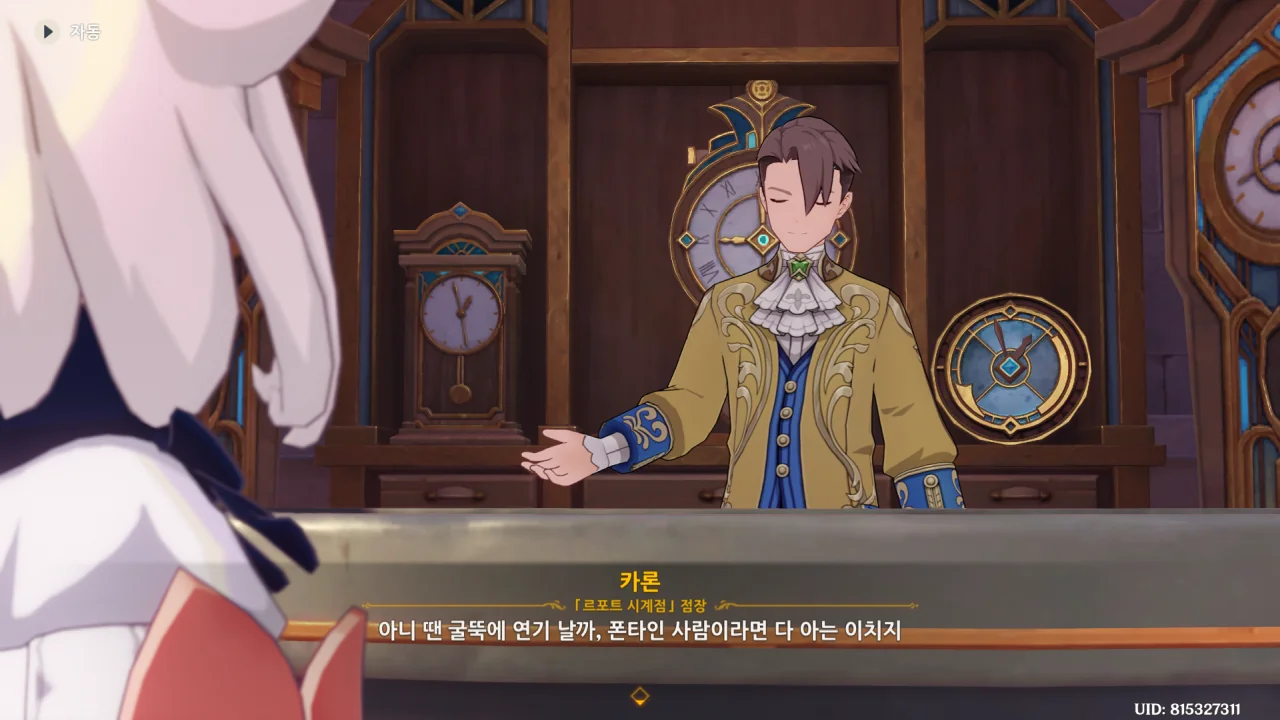 자동
카론
「르포트 시계점」 점장
아니 땐 굴뚝에 연기 날까, 폰타인 사람이라면 다 아는 이치지
UID: 815327311